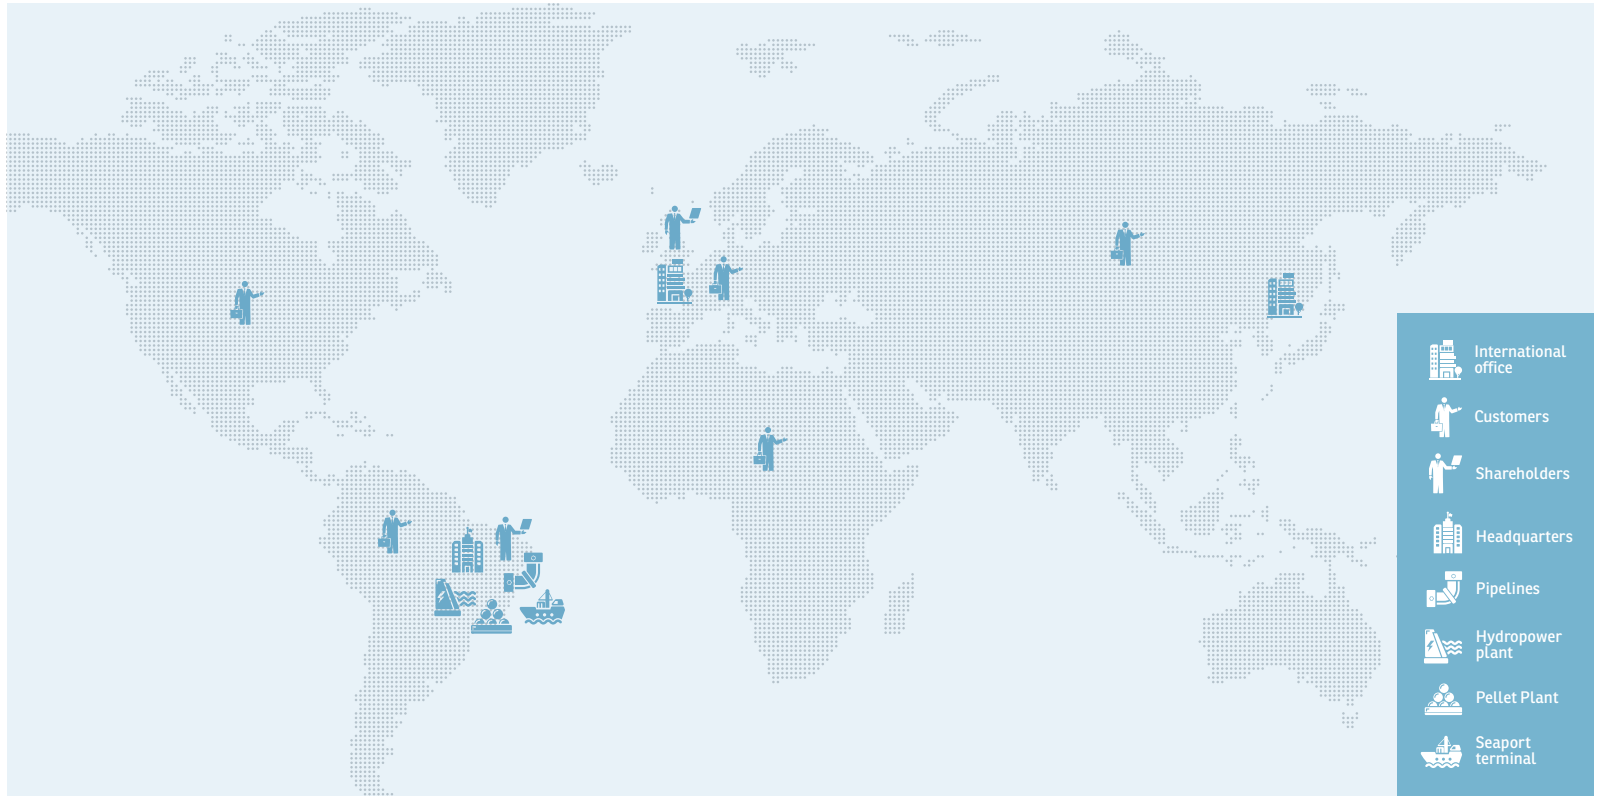 International
office
Customers
Shareholders
Headquarters
Pipelines
Hydropower
plant
Pellet Plant
Seaport
terminal